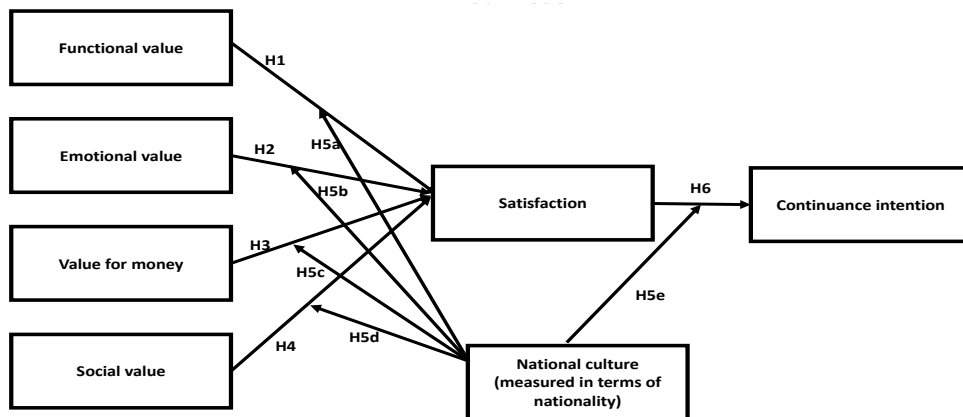 Functional value
H1
H5a
Emotional value
H2
H5b
Satisfaction
H6
Continuance intention
Value for money
H3
H5c
H5e
Social value
H4
H5d
National culture
(measured in terms of
nationality)